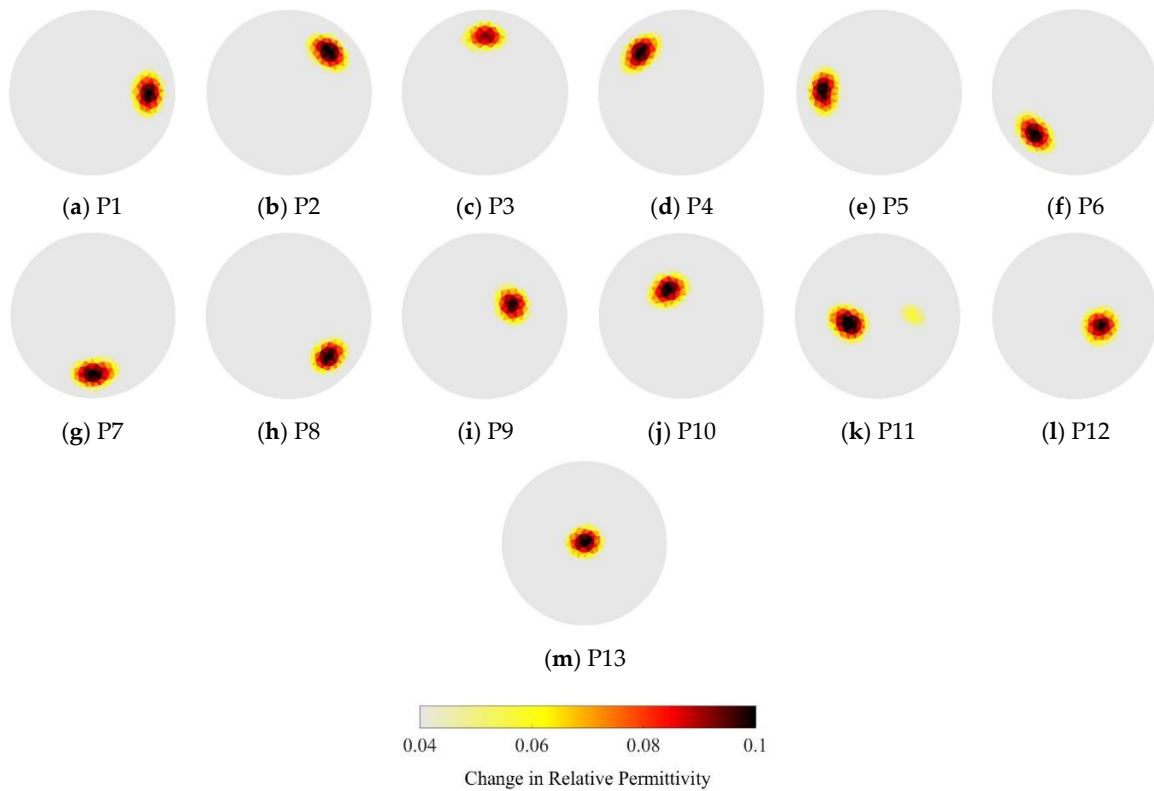 (a) P1 (b) P2 (c) P3 (d) P4 (e) P5 (f) P6
(g) P7 (h) P8 (i) P9 (j) P10 (k) P11 (l) P12
(m) P13
0.04 0.06 0.08 0.1
Change in Relative Permittivity